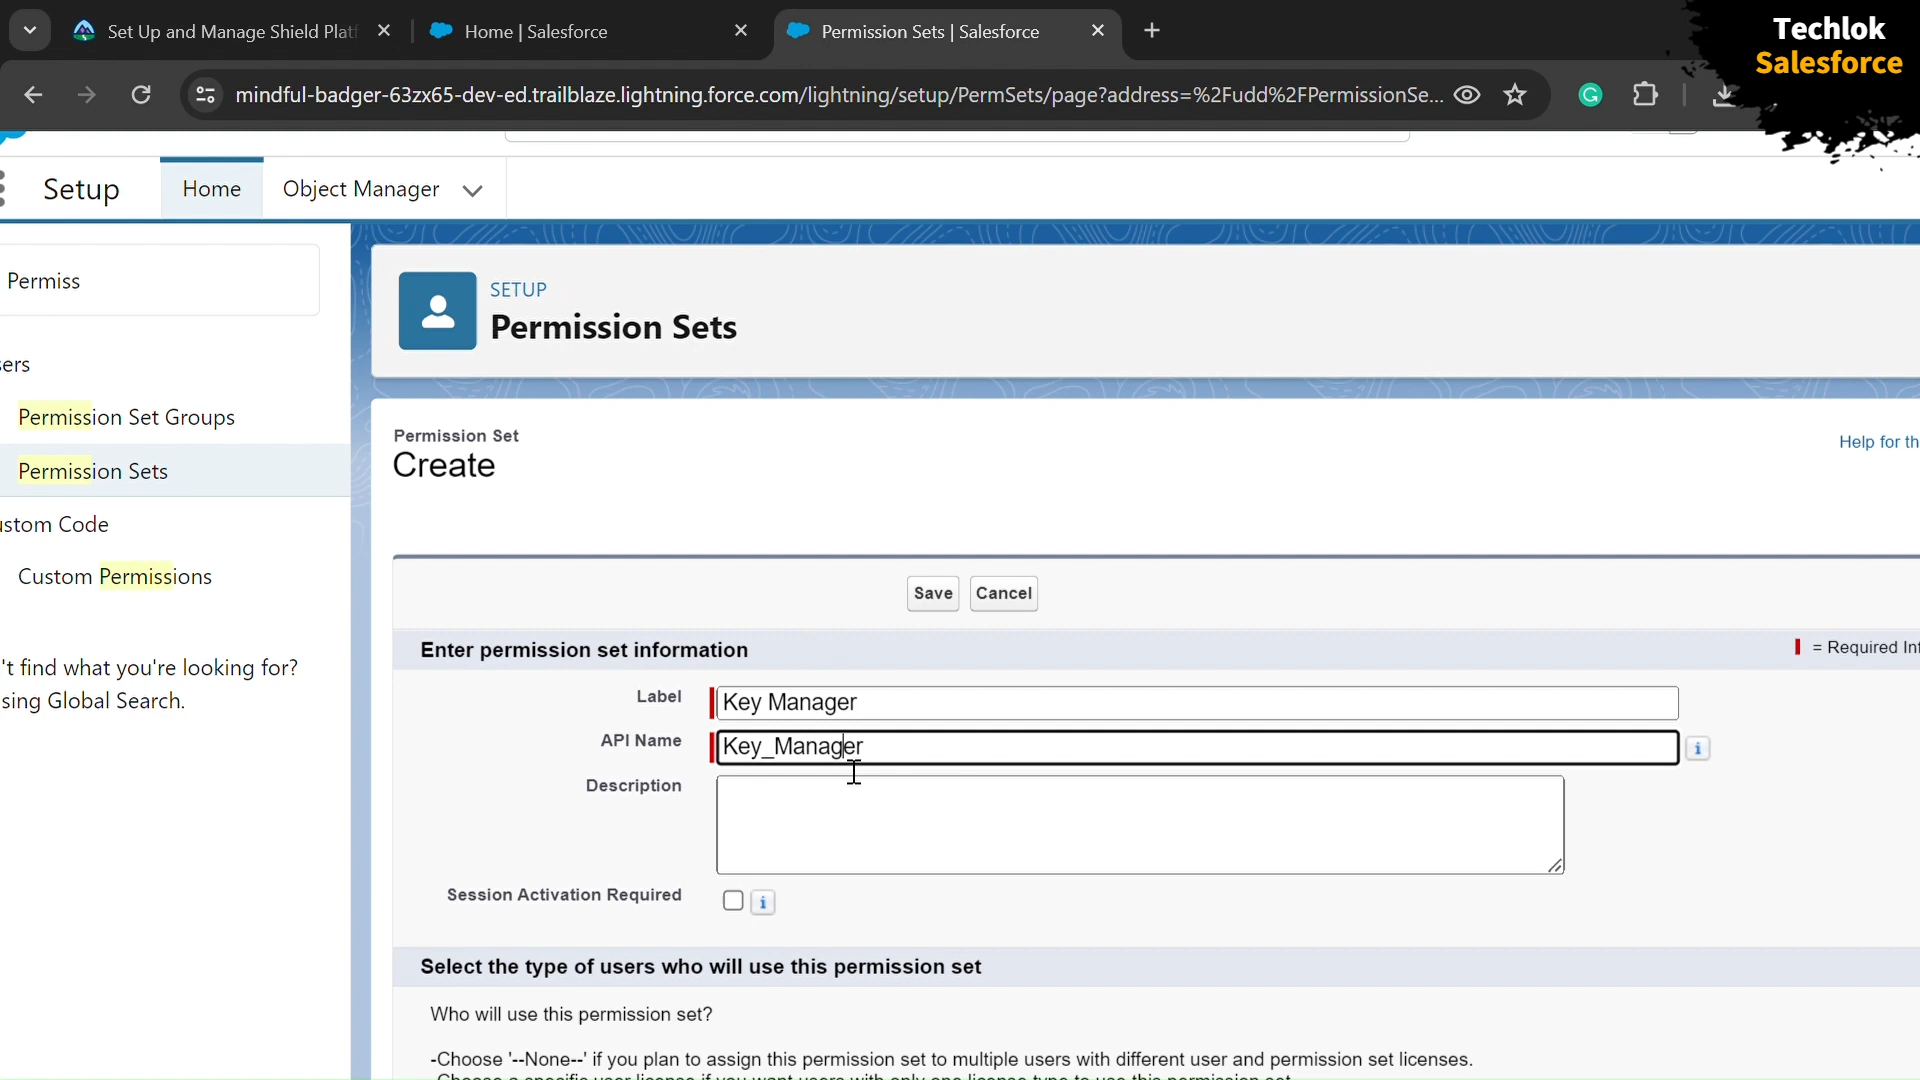 Set Up and Manage Shield Platf
Home | Salesforce
Permission Sets | Salesforce
Techlok
Salesforce
mindful-badger-63zx65-dev-ed.trailblaze.lightning.force.com/lightning/setup/PermSets/page?address=%2Fudd%2FPermissionSe...
Setup
Home
Object Manager
Permiss
sers
Permission Set Groups
Permission Sets
ustom Code
Custom Permissions
't find what you're looking for?
sing Global Search.
SETUP
Permission Sets
Permission Set
Create
Help for th
Save
Cancel
Enter permission set information
= Required Inf
Label
Key Manager
API Name
Key_Manager
Description
Session Activation Required
Select the type of users who will use this permission set
Who will use this permission set?
-Choose '--None--' if you plan to assign this permission set to multiple users with different user and permission set licenses.
-Choose a specific user license if you want users with only one license type to use this permission set.